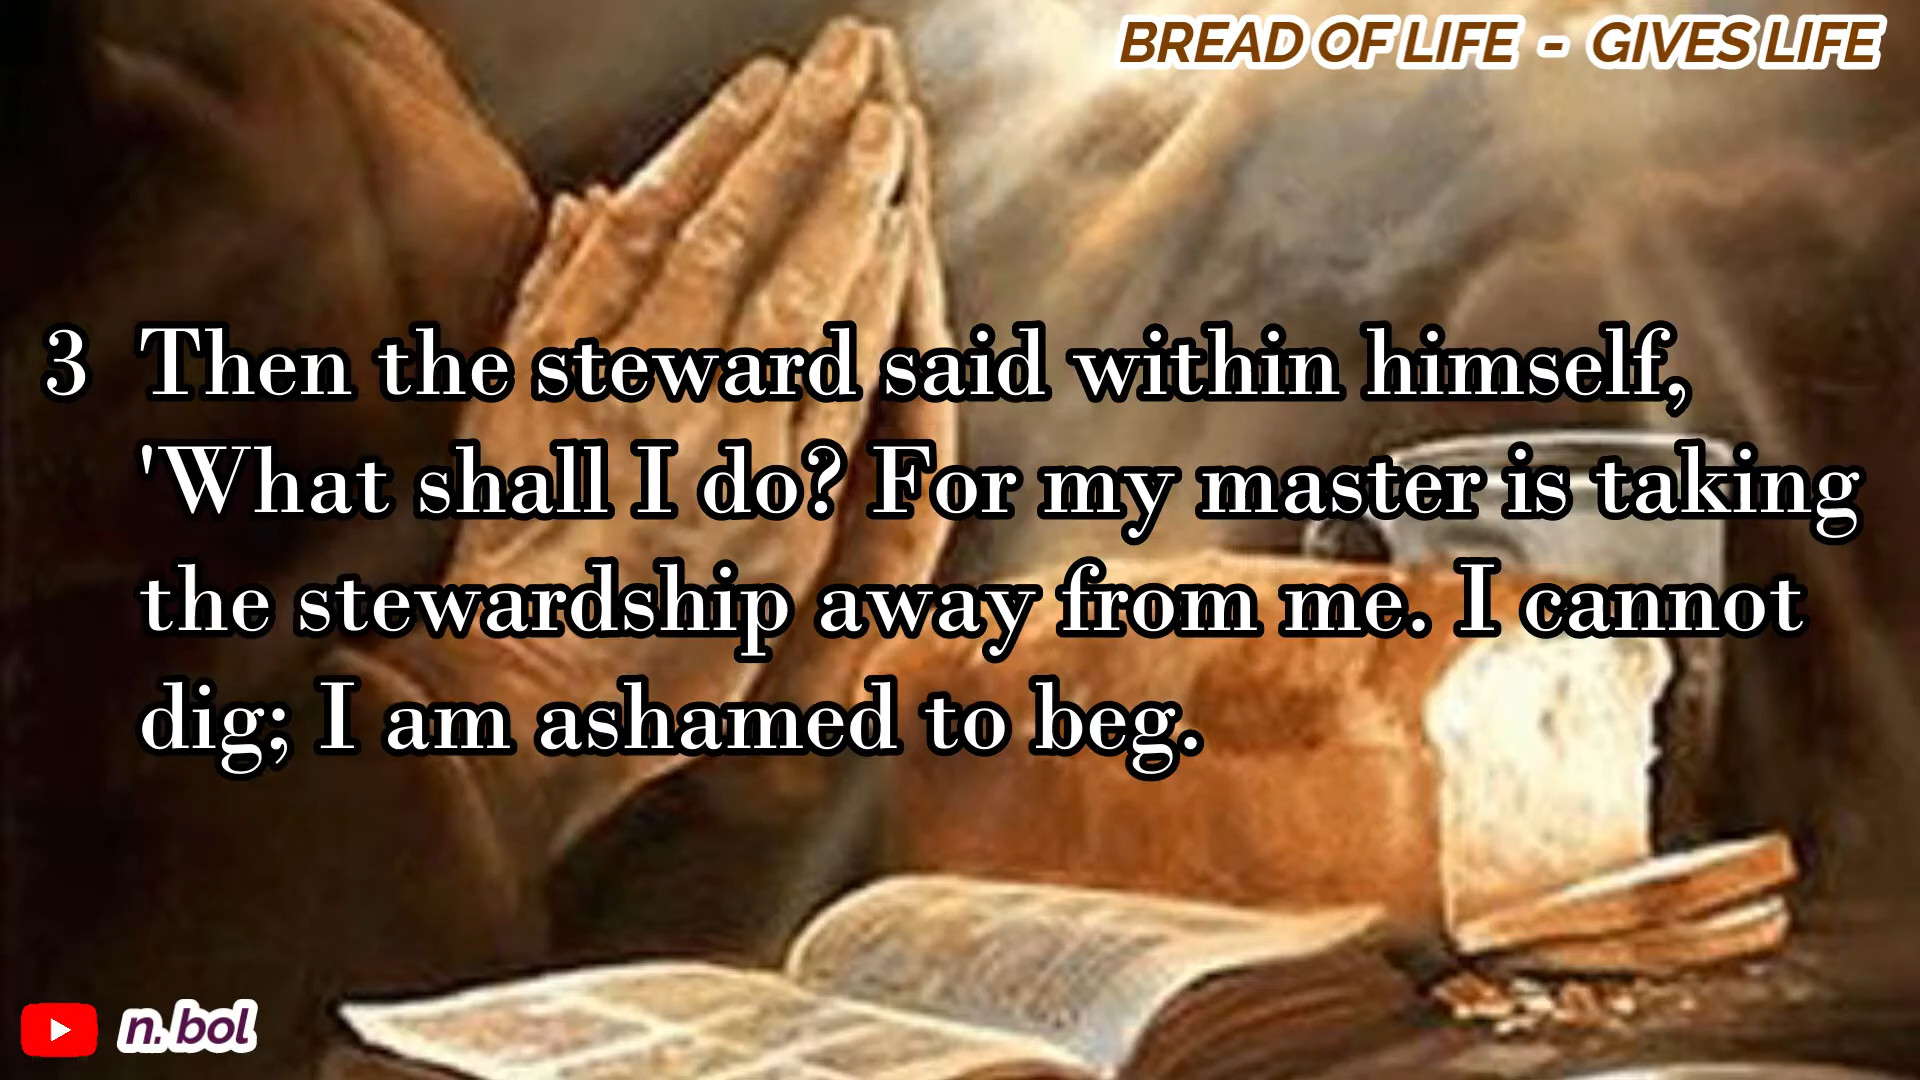 BREAD OF LIFE - GIVES LIFE
3 Then the steward said within himself,
'What shall I do? For my master is taking
the stewardship away from me. I cannot
dig; I am ashamed to beg.
n.bol